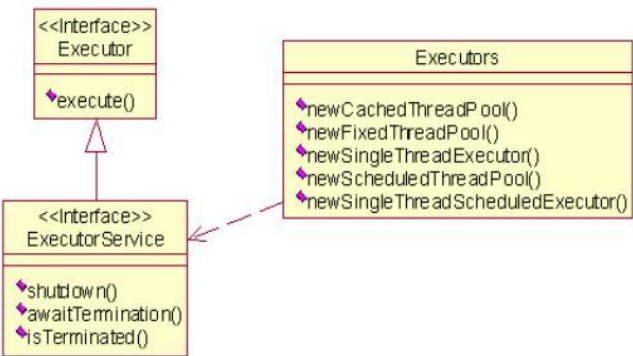 <<Interface>>
Executor
execute()
Executors
newCachedThreadPool()
newFixedThreadPool()
newSingleThreadExecutor()
newScheduledThreadPool()
newSingleThreadScheduledExecutor()
<<Interface>>
ExecutorService
shutdown()
awaitTermination()
isTerminated()